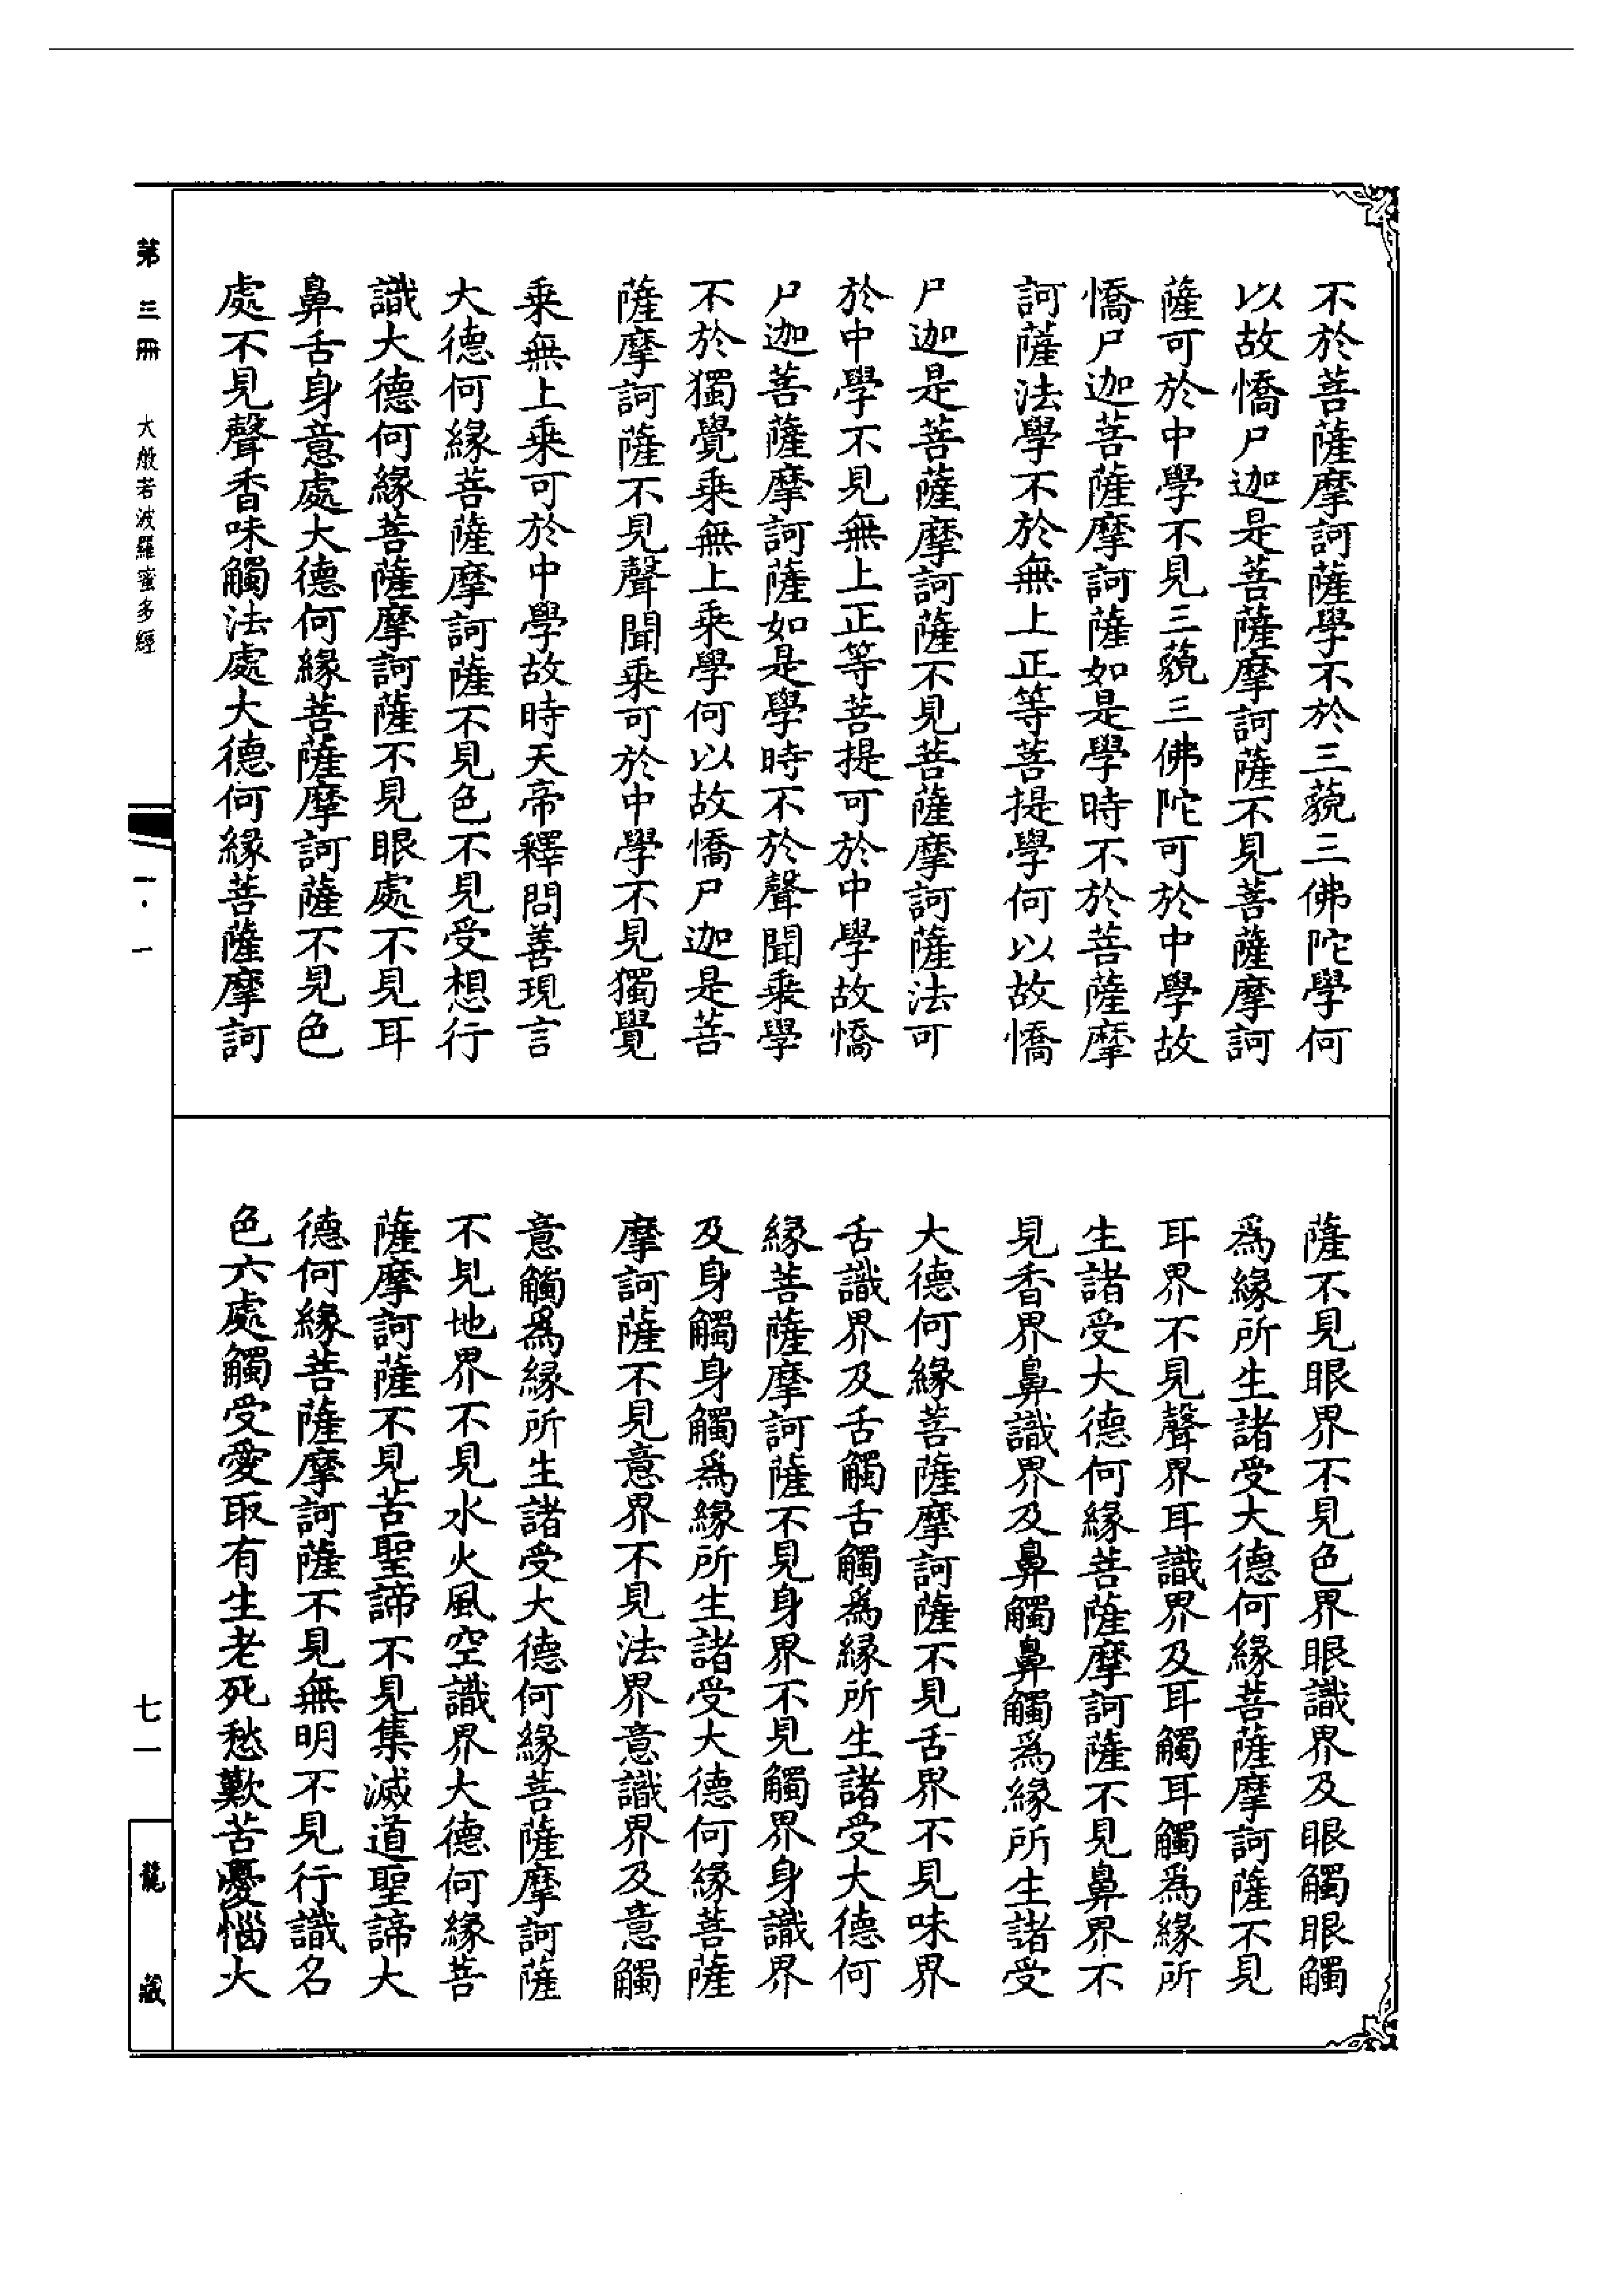 不於菩薩摩訶薩學不於三藐三佛陀學何
以故憍尸迦是菩薩摩訶薩不見菩薩摩訶
薩可於中學不見三藐三佛陀可於中學故
憍尸迦菩薩摩訶薩如是學時不於菩薩摩
訶薩法學不於無上正等菩提學何以故憍
尸迦是菩薩摩訶薩不見菩薩摩訶薩法可
於中學不見無上正等菩提可於中學故憍
尸迦菩薩摩訶薩如是學時不於聲聞乘學
不於獨覺乘無上乘學何以故憍尸迦是菩
薩摩訶薩不見聲聞乘可於中學不見獨覺
乘無上乘可於中學故時天帝釋問善現言
大德何緣菩薩摩訶薩不見色不見受想行
識大德何緣菩薩摩訶薩不見眼處不見耳
鼻舌身意處大德何緣菩薩摩訶薩不見色
處不見聲香味觸法處大德何緣菩薩摩訶
薩不見眼界不見色界眼識界及眼觸眼觸
爲緣所生諸受大德何緣菩薩摩訶薩不見
耳界不見聲界耳識界及耳觸耳觸爲緣所
生諸受大德何緣菩薩摩訶薩不見鼻界不
見香界鼻識界及鼻觸鼻觸爲緣所生諸受
大德何緣菩薩摩訶薩不見舌界不見味界
舌識界及舌觸舌觸爲緣所生諸受大德何
緣菩薩摩訶薩不見身界不見觸界身識界
及身觸身觸爲緣所生諸受大德何緣菩薩
摩訶薩不見意界不見法界意識界及意觸
意觸爲緣所生諸受大德何緣菩薩摩訶薩
不見地界不見水火風空識界大德何緣菩
薩摩訶薩不見苦聖諦不見集滅道聖諦大
德何緣菩薩摩訶薩不見無明不見行識名
色六處觸受愛取有生老死愁歎苦憂惱大
第三冊 大般若波羅蜜多經 一·一 七一 龍藏